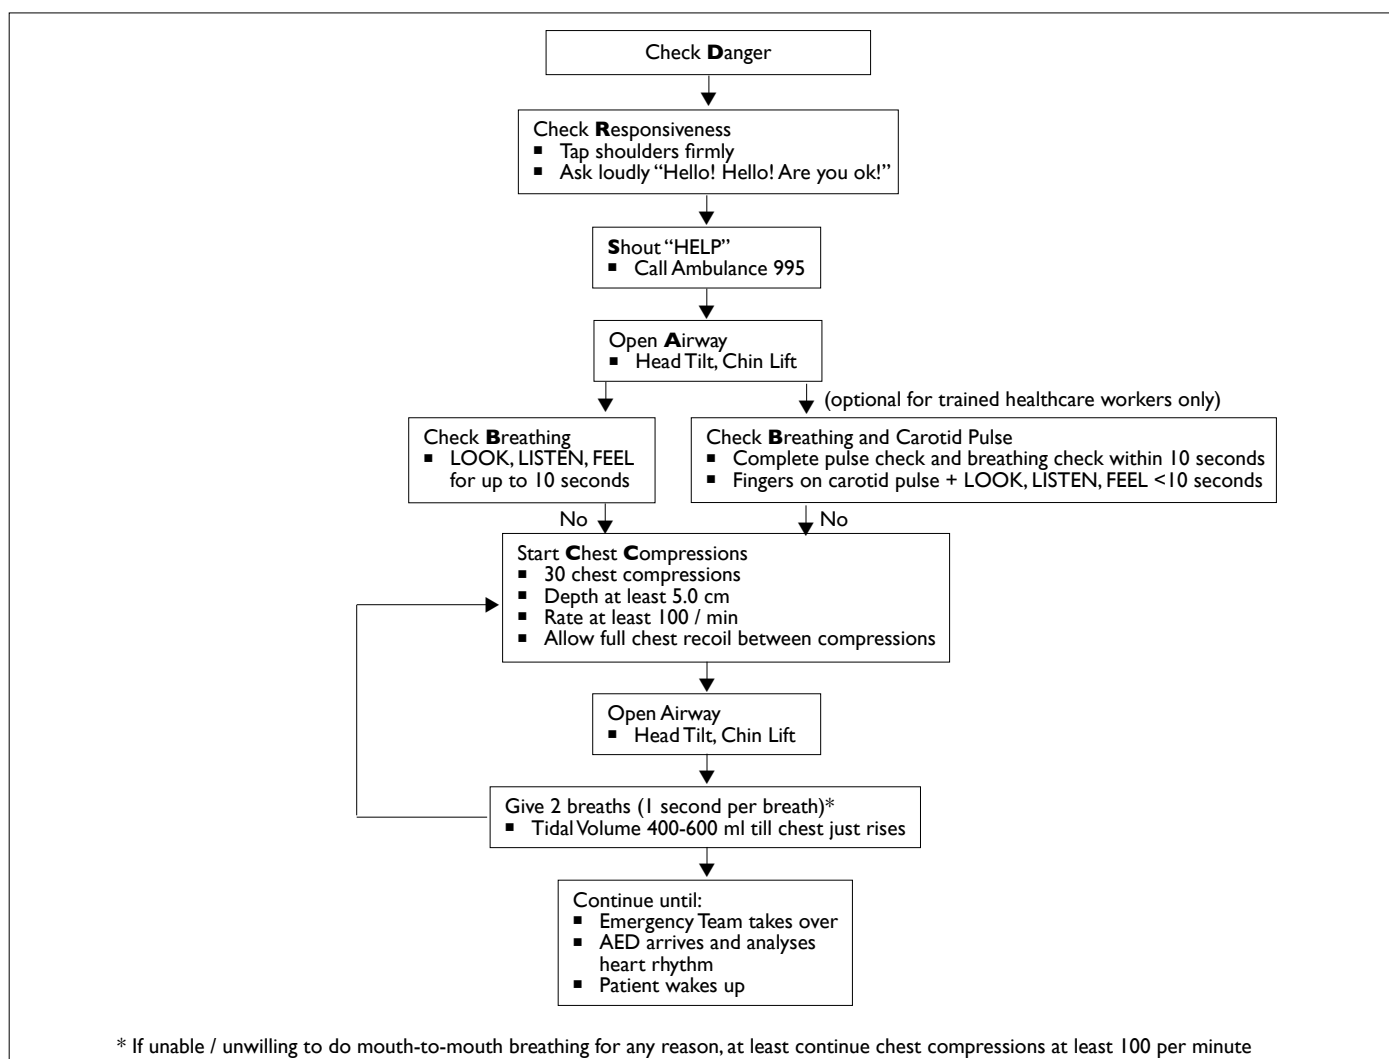 Check Danger
Check Responsiveness
▪ Tap shoulders firmly
▪ Ask loudly “Hello! Hello! Are you ok!”
Shout “HELP”
▪ Call Ambulance 995
Open Airway
▪ Head Tilt, Chin Lift
(optional for trained healthcare workers only)
Check Breathing
▪ LOOK, LISTEN, FEEL
for up to 10 seconds
Check Breathing and Carotid Pulse
▪ Complete pulse check and breathing check within 10 seconds
▪ Fingers on carotid pulse + LOOK, LISTEN, FEEL <10 seconds
No
No
Start Chest Compressions
▪ 30 chest compressions
▪ Depth at least 5.0 cm
▪ Rate at least 100 / min
▪ Allow full chest recoil between compressions
Open Airway
▪ Head Tilt, Chin Lift
Give 2 breaths (1 second per breath)*
▪ Tidal Volume 400-600 ml till chest just rises
Continue until:
▪ Emergency Team takes over
▪ AED arrives and analyses
heart rhythm
▪ Patient wakes up
* If unable / unwilling to do mouth-to-mouth breathing for any reason, at least continue chest compressions at least 100 per minute